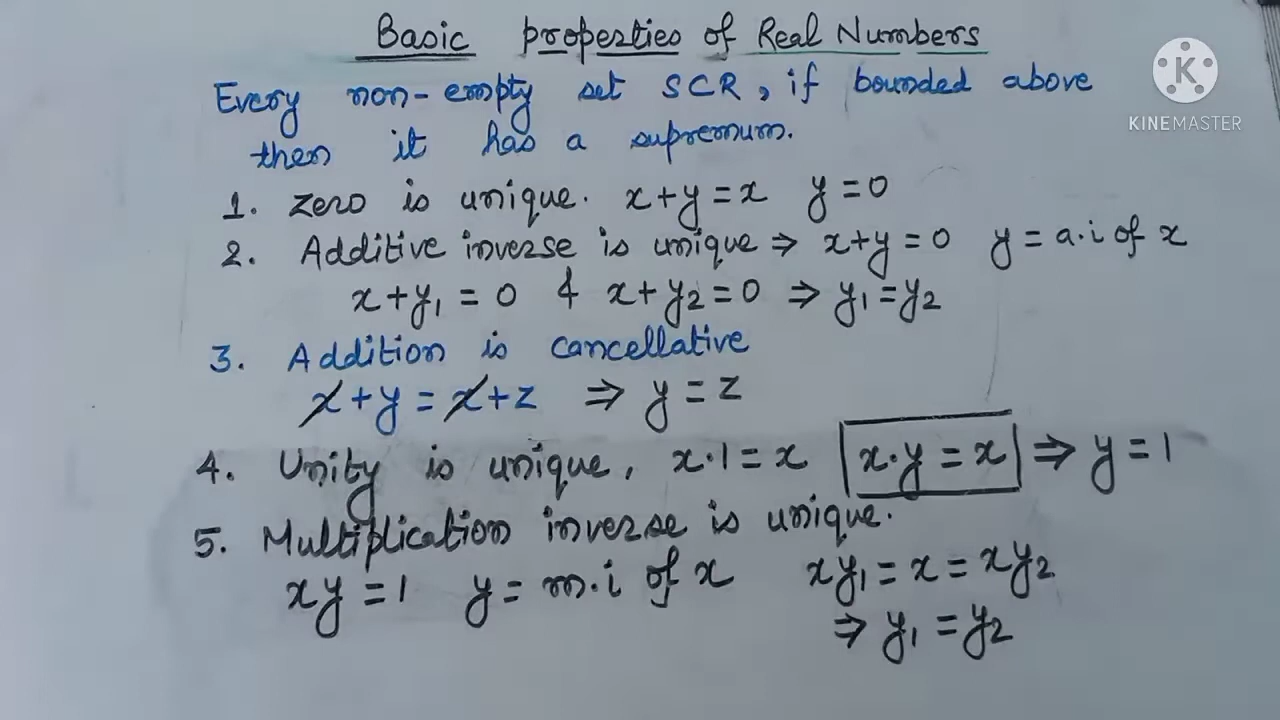 Basic properties of Real Numbers
Every non-empty set S⊂R, if bounded above
then it has a supremum.
1. Zero is unique. x+y=x y=0
2. Additive inverse is unique ⇒ x+y=0 y=a.i of x
x+y₁=0 & x+y₂=0 ⇒ y₁=y₂
3. Addition is cancellative
x+y=x+z ⇒ y=z
4. Unity is unique, x·1=x x·y=x ⇒ y=1
5. Multiplication inverse is unique.
xy=1 y=m.i of x xy₁=x=xy₂
⇒ y₁=y₂
K
KINEMASTER